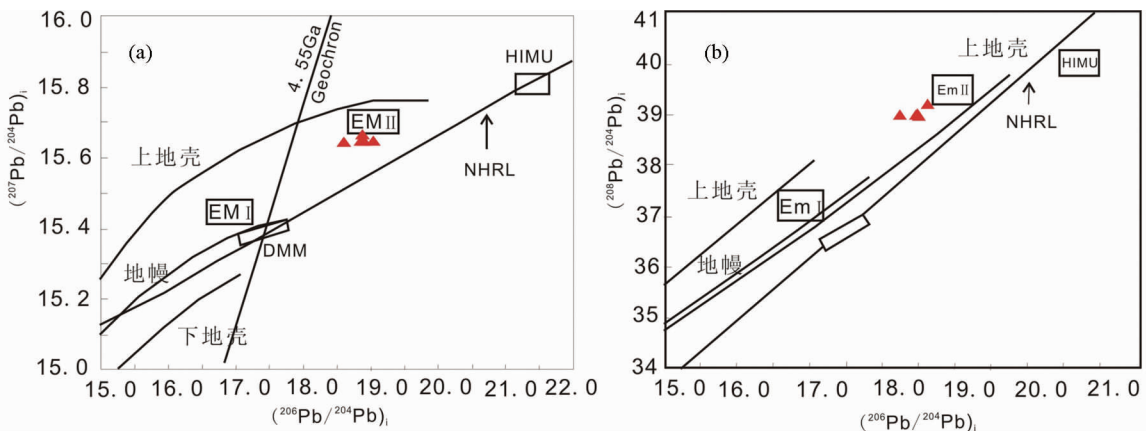 (a)
16.0
15.8
15.6
15.4
15.2
15.0
(²⁰⁷Pb/²⁰⁴Pb)ᵢ
4.55Ga
Geochron
HIMU
EMⅡ
上地壳
NHRL
EMⅠ
DMM
地幔
下地壳
15.0 16.0 17.0 18.0 19.0 20.0 21.0 22.0
(²⁰⁶Pb/²⁰⁴Pb)ᵢ
(b)
41
40
39
38
37
36
35
34
(²⁰⁸Pb/²⁰⁴Pb)ᵢ
上地壳
HIMU
EmⅡ
NHRL
上地壳
EmⅠ
地幔
15.0 16.0 17.0 18.0 19.0 20.0 21.0
(²⁰⁶Pb/²⁰⁴Pb)ᵢ